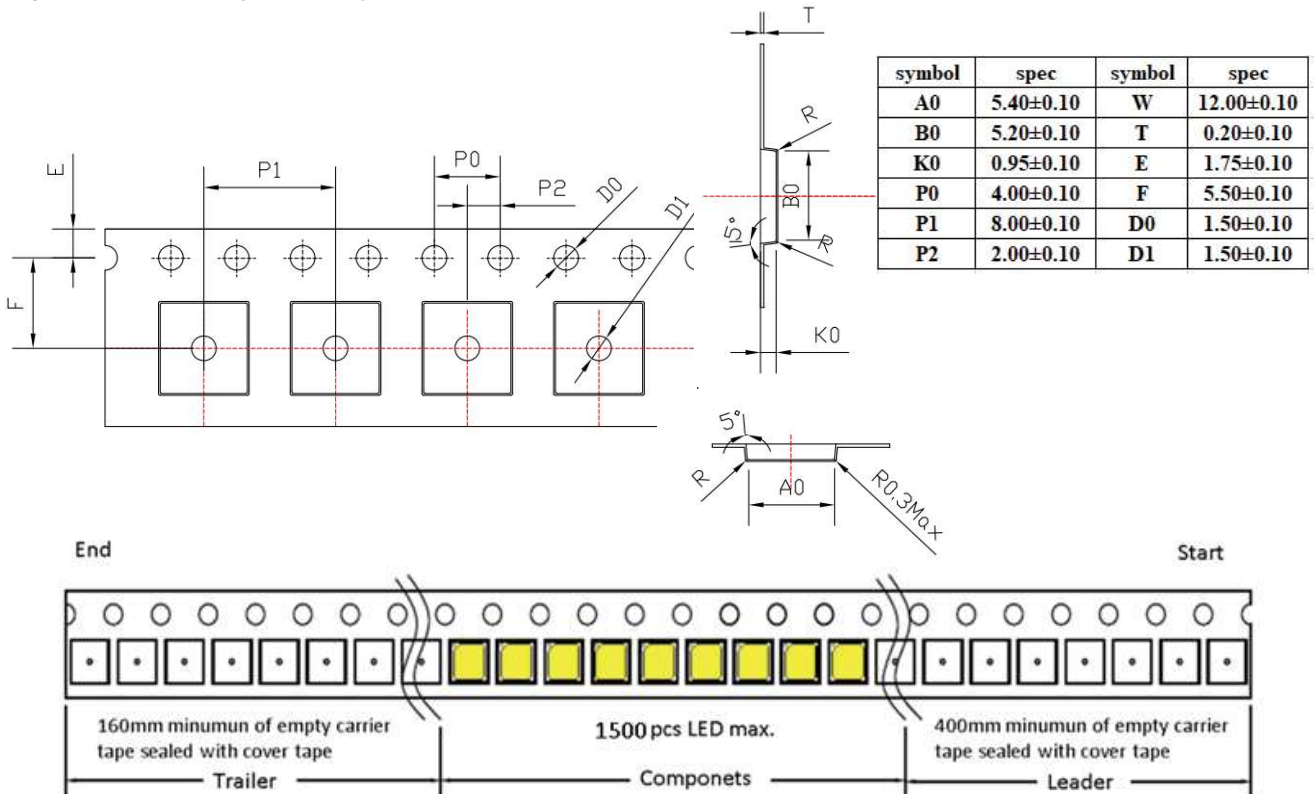 T
symbol spec symbol spec
A0 5.40±0.10 W 12.00±0.10
B0 5.20±0.10 T 0.20±0.10
K0 0.95±0.10 E 1.75±0.10
P0 4.00±0.10 F 5.50±0.10
P1 8.00±0.10 D0 1.50±0.10
P2 2.00±0.10 D1 1.50±0.10
R
E
P1
P0
P2
D0
D1
B0
5°
R
F
K0
5°
R
A0
R0.3Max
End
Start
160mm minumun of empty carrier
tape sealed with cover tape
1500 pcs LED max.
400mm minumun of empty carrier
tape sealed with cover tape
Trailer
Componets
Leader